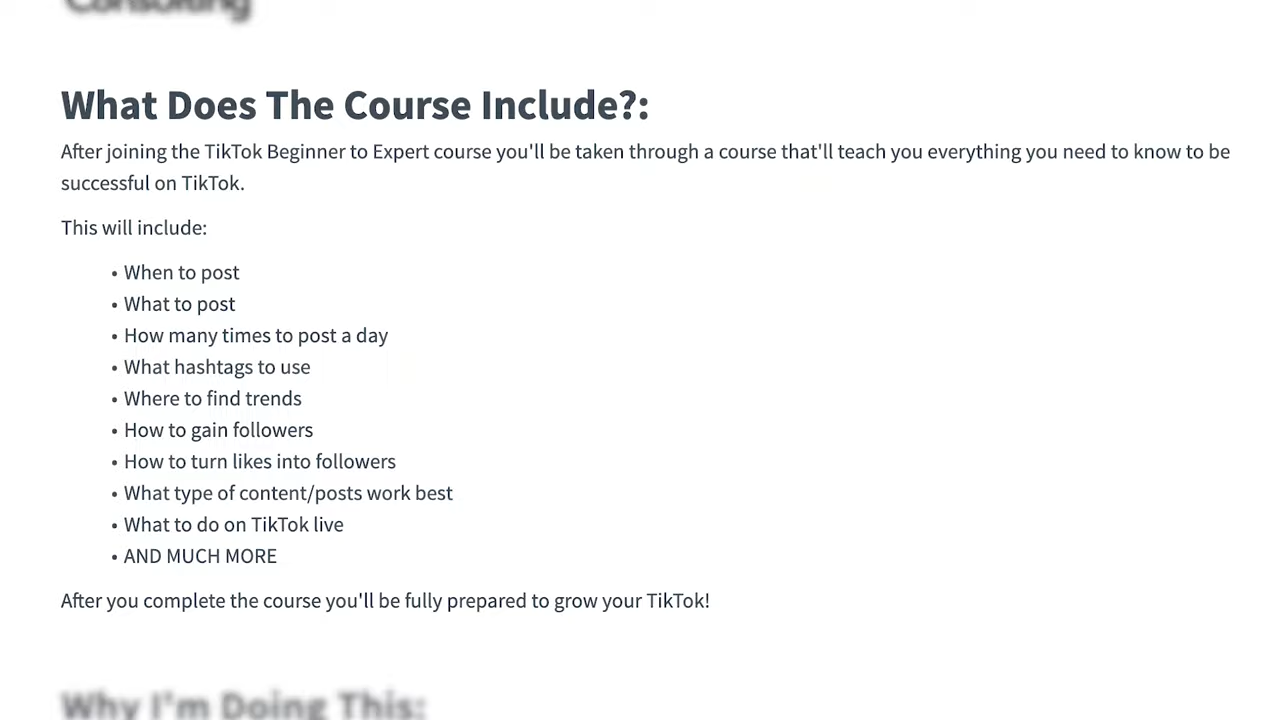 Consulting
What Does The Course Include?:
After joining the TikTok Beginner to Expert course you'll be taken through a course that'll teach you everything you need to know to be
successful on TikTok.
This will include:
• When to post
• What to post
• How many times to post a day
• What hashtags to use
• Where to find trends
• How to gain followers
• How to turn likes into followers
• What type of content/posts work best
• What to do on TikTok live
• AND MUCH MORE
After you complete the course you'll be fully prepared to grow your TikTok!
Why I'm Doing This: